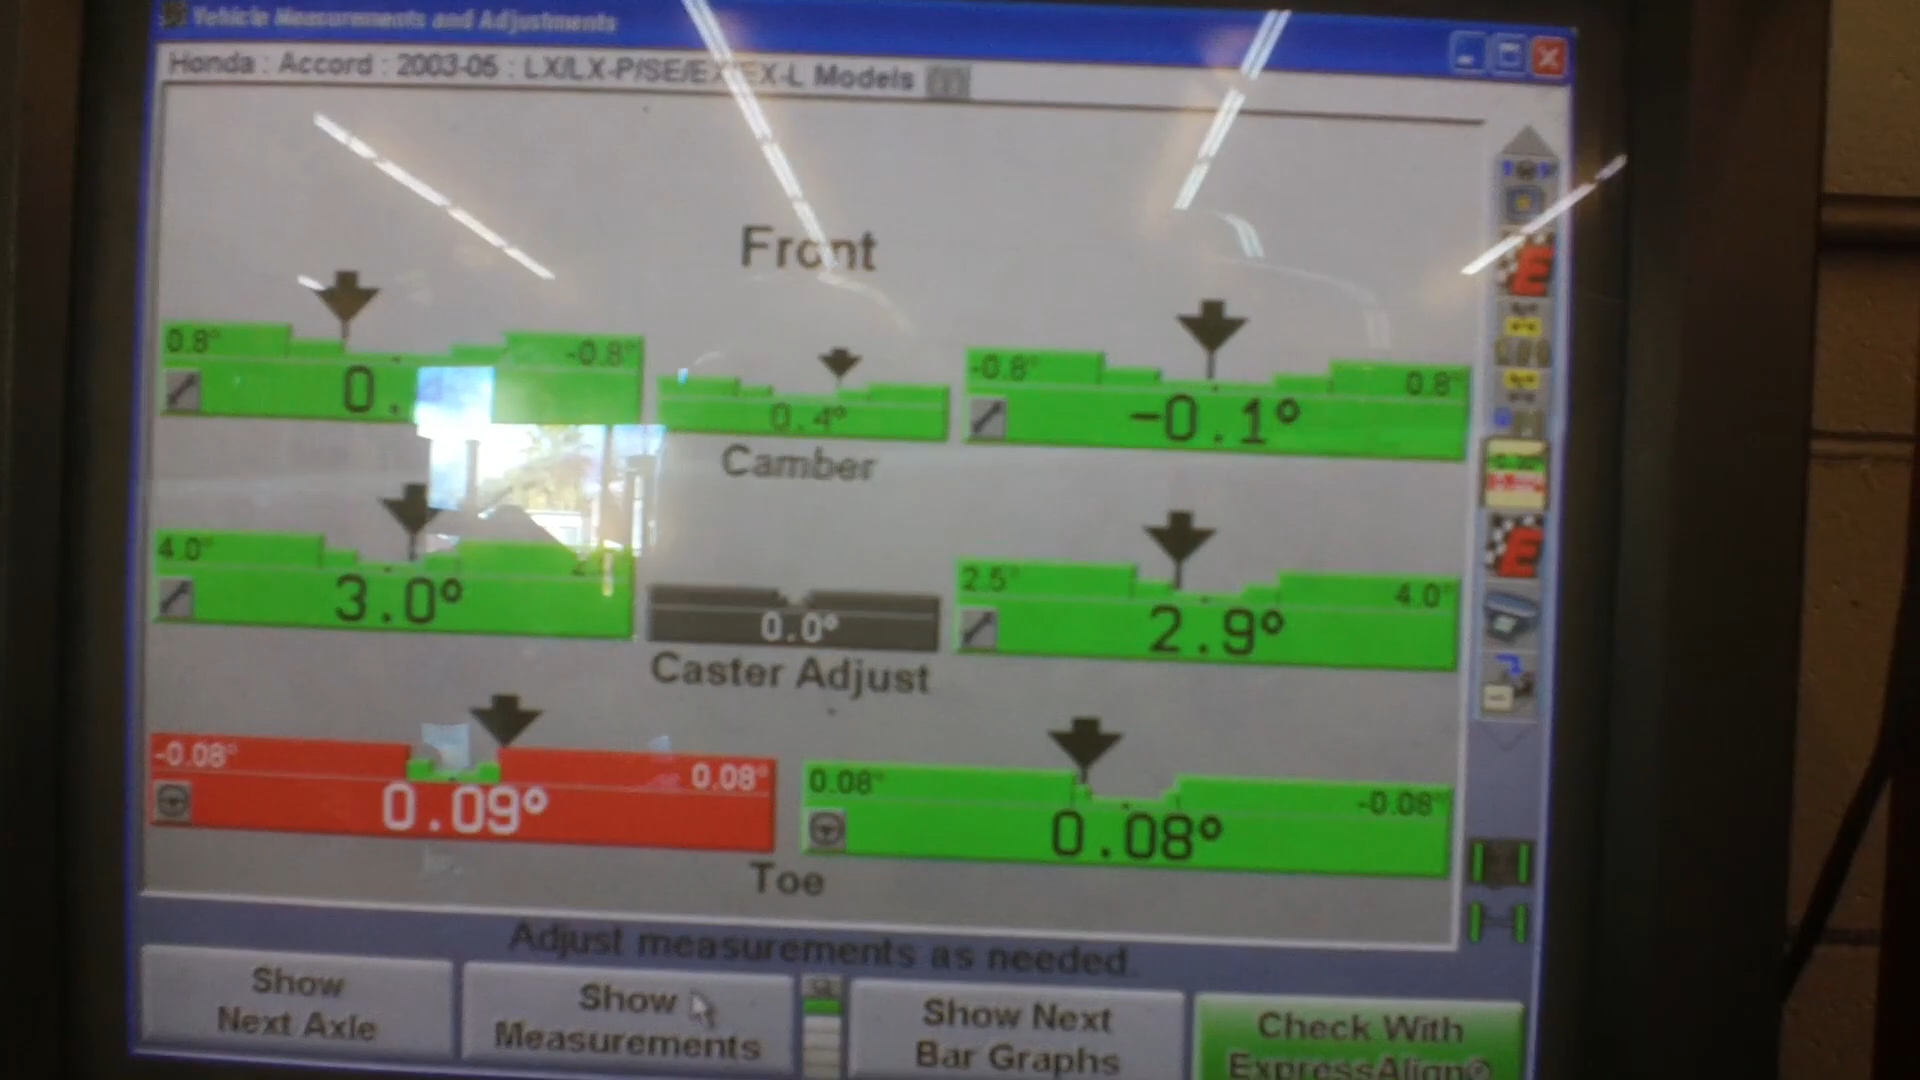 Vehicle Measurements and Adjustments
Honda : Accord : 2003-05 : LX/LX-P/SE/EX/EX-L Models
Front
0.8° -0.8°
0.
0.4°
-0.8° 0.8°
-0.1°
Camber
4.0°
3.0°
0.0°
2.5° 4.0°
2.9°
Caster Adjust
-0.08° 0.08°
0.09°
0.08° -0.08°
0.08°
Toe
Adjust measurements as needed.
Show
Next Axle
Show
Measurements
Show Next
Bar Graphs
Check With
ExpressAlign®